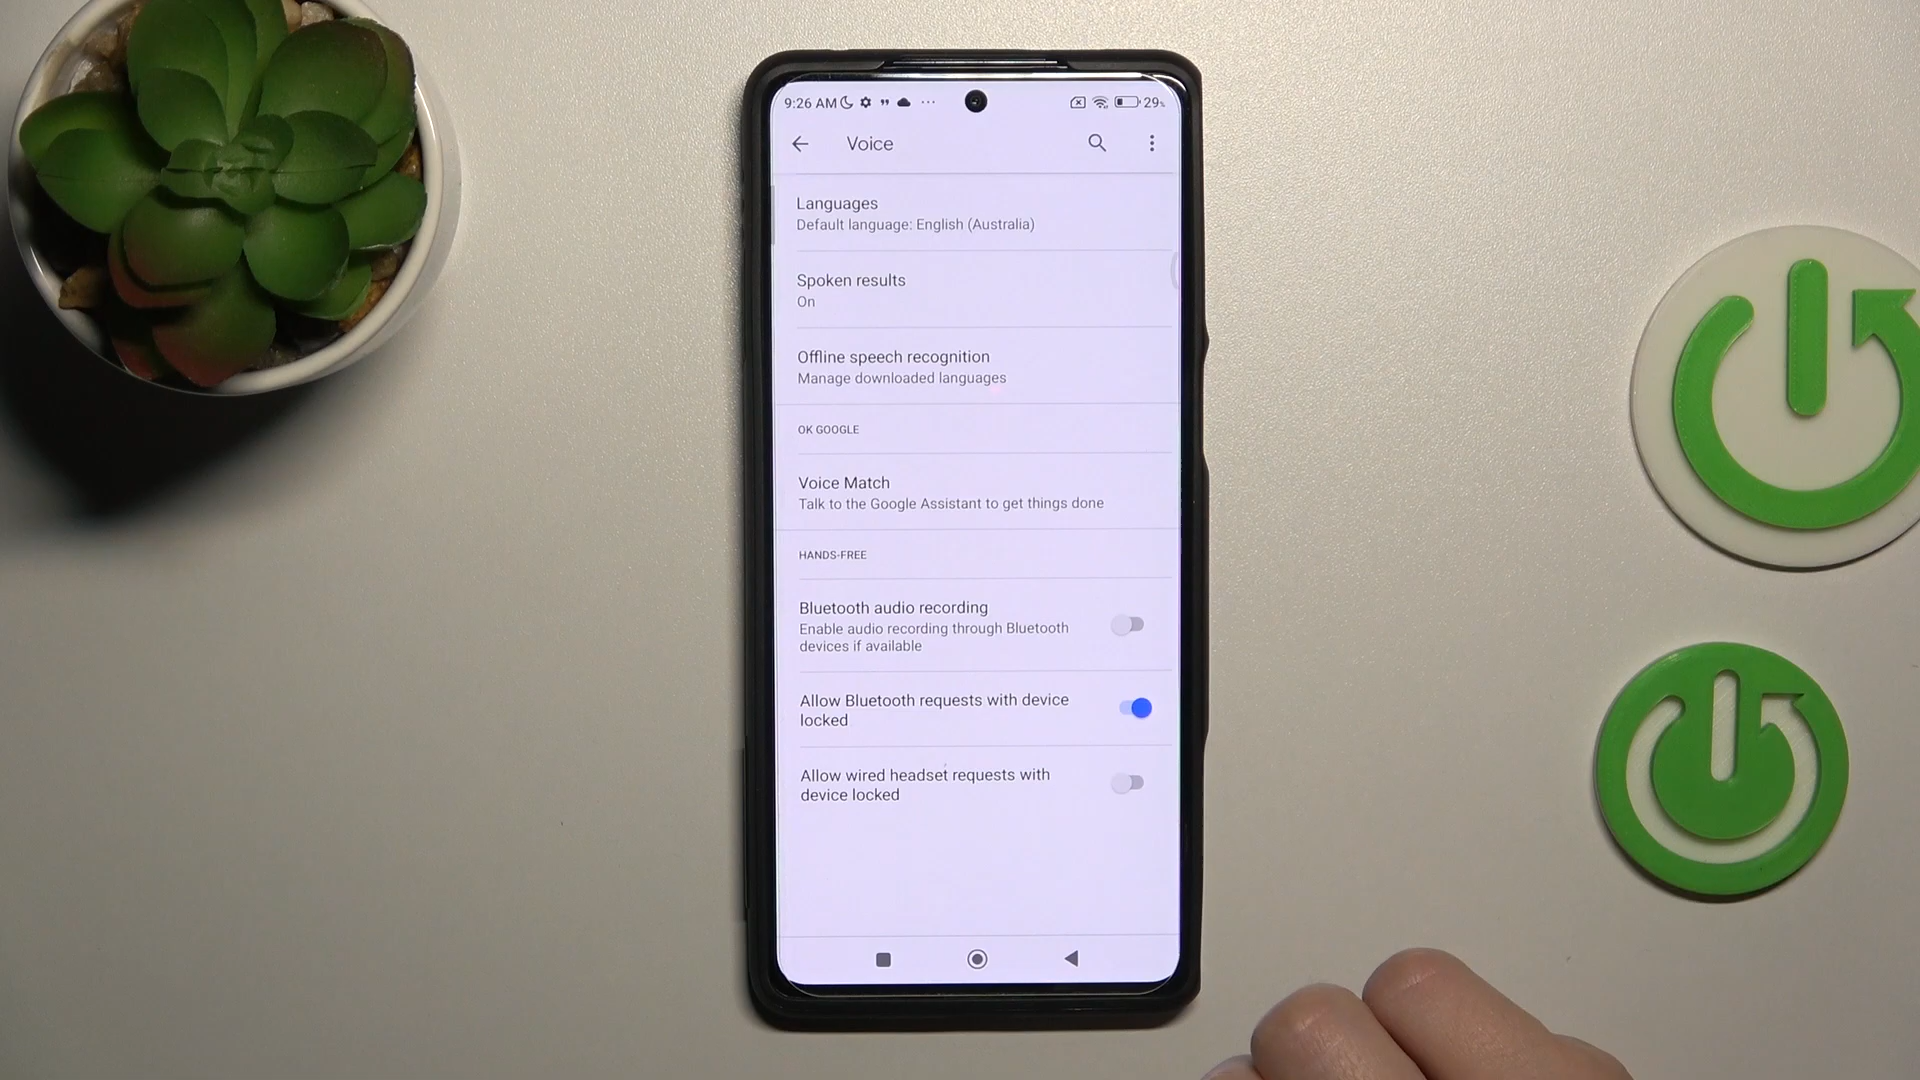 9:26 AM 29%
Voice
Languages
Default language: English (Australia)
Spoken results
On
Offline speech recognition
Manage downloaded languages
OK GOOGLE
Voice Match
Talk to the Google Assistant to get things done
HANDS-FREE
Bluetooth audio recording
Enable audio recording through Bluetooth
devices if available
Allow Bluetooth requests with device
locked
Allow wired headset requests with
device locked